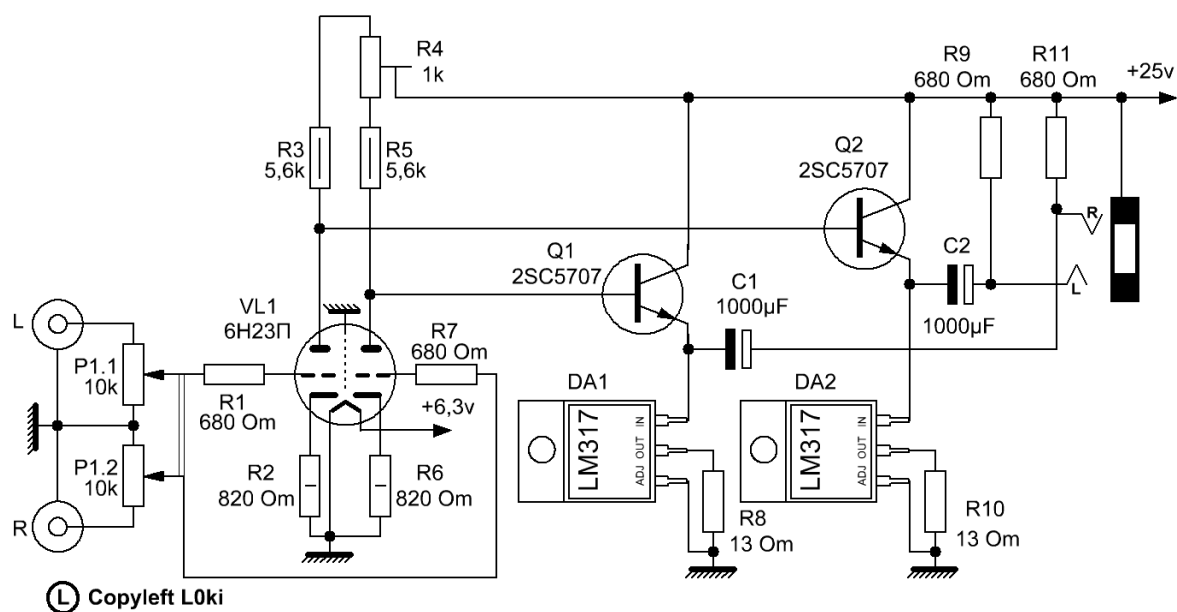 R4
1k
R9
680 Om
R11
680 Om
+25v
R3
5,6k
R5
5,6k
Q2
2SC5707
R
Q1
2SC5707
C2
1000µF
L
C1
1000µF
VL1
6Н23П
R7
680 Om
L
P1.1
10k
R1
680 Om
+6,3v
DA1
LM317
ADJ OUT IN
DA2
LM317
ADJ OUT IN
P1.2
10k
R2
820 Om
R6
820 Om
R8
13 Om
R10
13 Om
R
L Copyleft L0ki